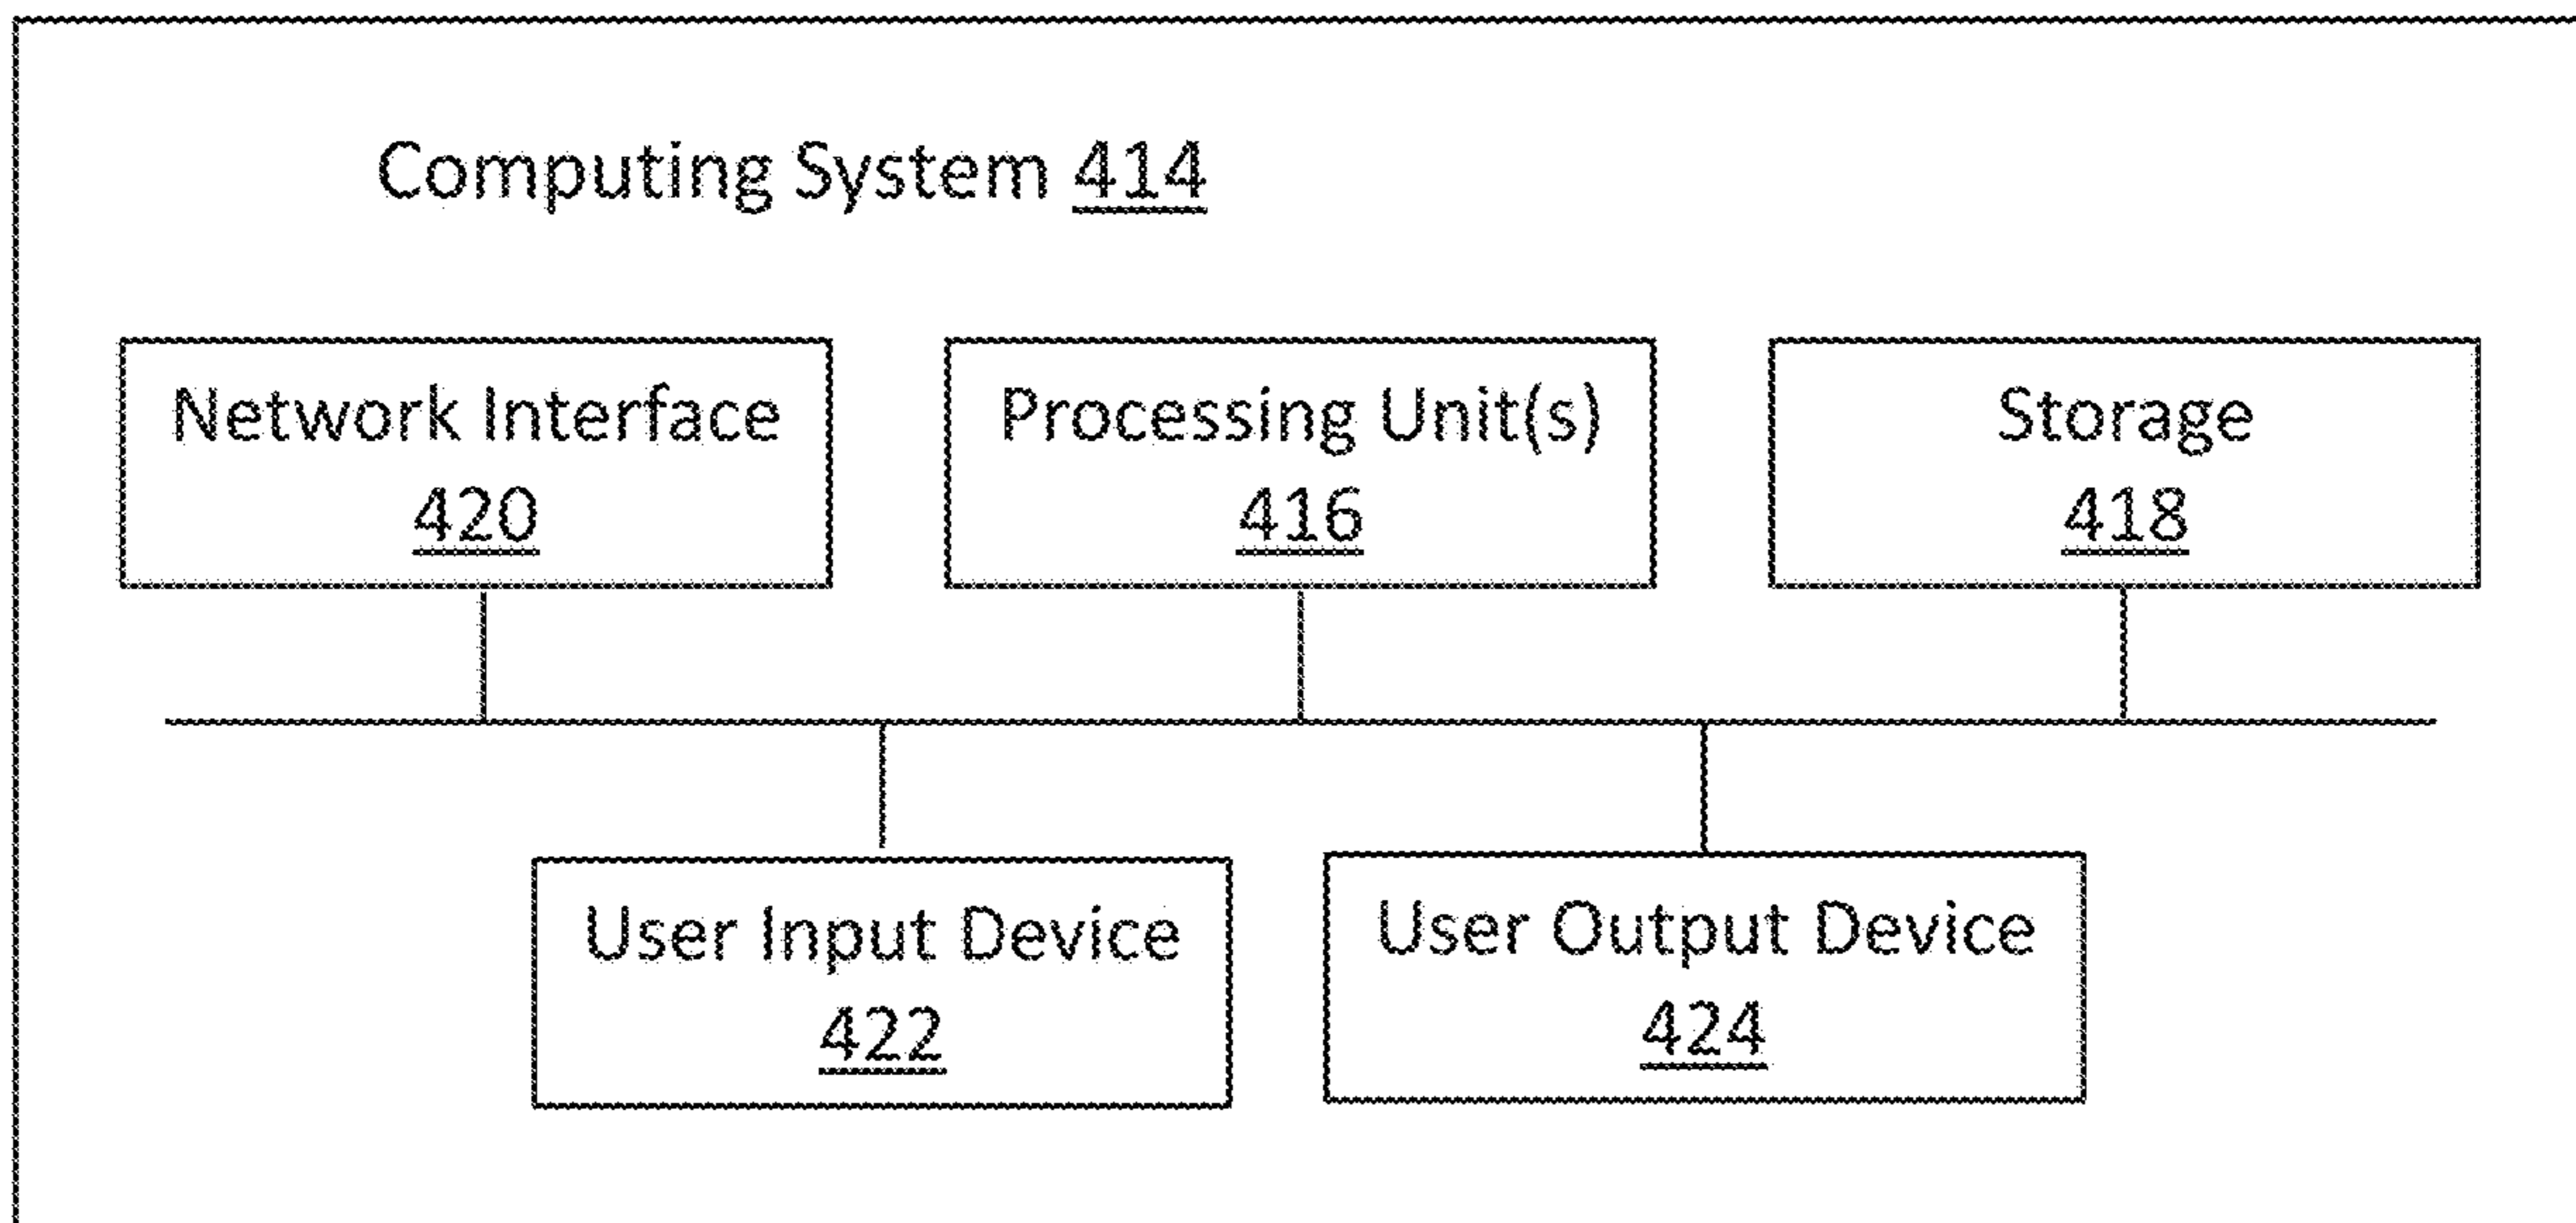 Computing System 414
Network Interface
420
Processing Unit(s)
416
Storage
418
User Input Device
422
User Output Device
424